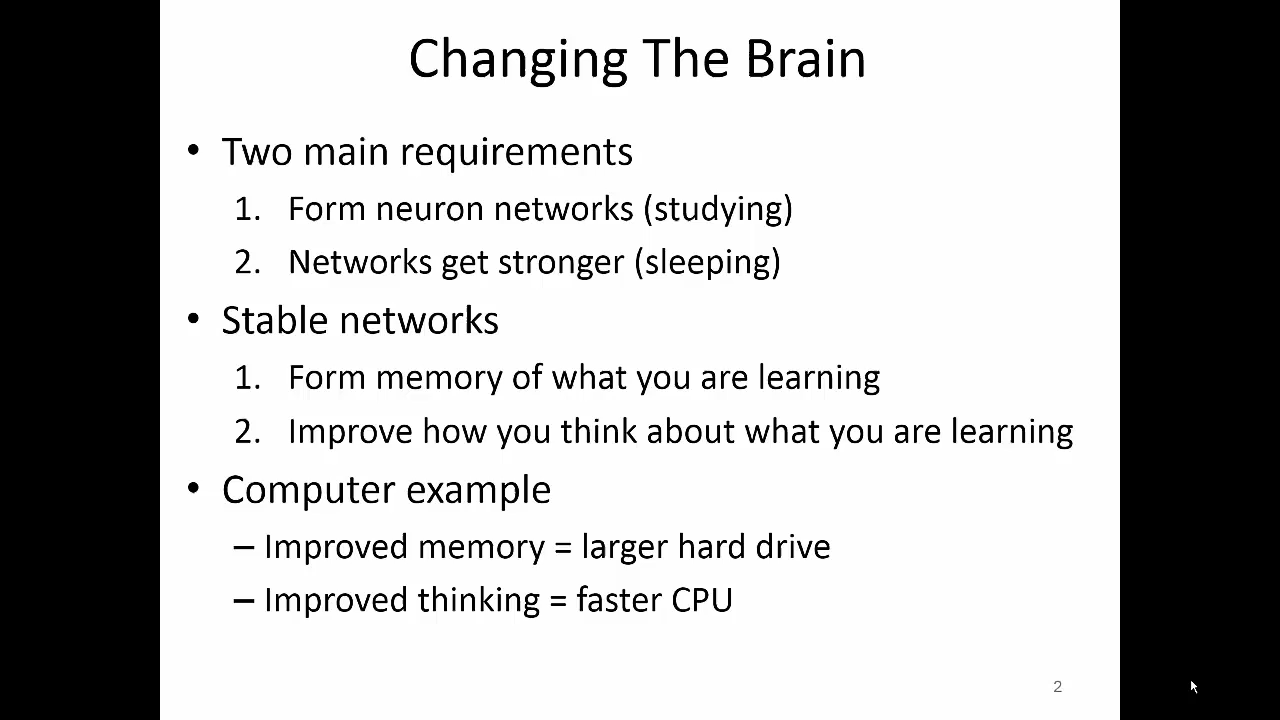 Changing The Brain
• Two main requirements
1. Form neuron networks (studying)
2. Networks get stronger (sleeping)
• Stable networks
1. Form memory of what you are learning
2. Improve how you think about what you are learning
• Computer example
– Improved memory = larger hard drive
– Improved thinking = faster CPU
2